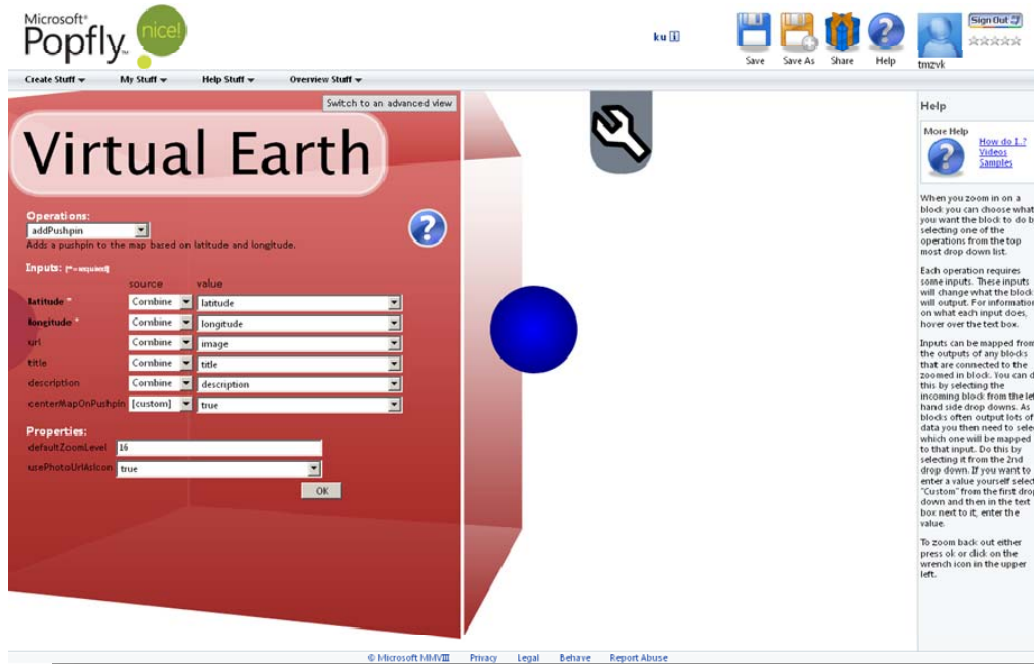 Microsoft®
Popfly™ nice!
ku
Save Save As Share Help
Sign Out
tmzvk
Create Stuff My Stuff Help Stuff Overview Stuff
Switch to an advanced view
Virtual Earth
Operations:
addPushpin
Adds a pushpin to the map based on latitude and longitude.
Inputs: [*=required]
source value
latitude * Combine latitude
longitude * Combine longitude
url Combine image
title Combine title
description Combine description
centerMapOnPushpin [custom] true
Properties:
defaultZoomLevel 16
usePhotoUrlAsIcon true
OK
Help
More Help
How do I..?
Videos
Samples
When you zoom in on a
block you can choose what
you want the block to do b
selecting one of the
operations from the top
most drop down list.
Each operation requires
some inputs. These inputs
will change what the block
will output. For information
on what each input does,
hover over the text box.
Inputs can be mapped from
the outputs of any blocks
that are connected to the
zoomed in block. You can d
this by selecting the
incoming block from the lef
hand side drop downs. As
blocks often output lots of
data you then need to sele
which one will be mapped
to that input. Do this by
selecting it from the 2nd
drop down. If you want to
enter a value yourself select
"Custom" from the first drop
down and then in the text
box next to it, enter the
value.
To zoom back out either
press ok or click on the
wrench icon in the upper
left.
© Microsoft MMVIII Privacy Legal Behave Report Abuse